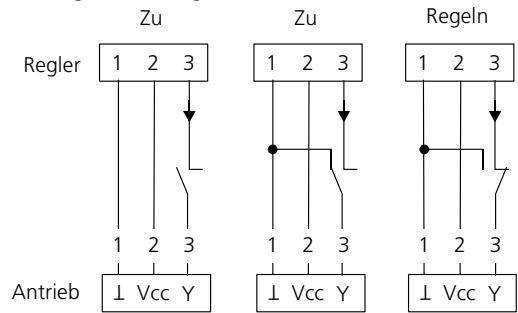 Zu Zu Regeln
Regler 1 2 3 1 2 3 1 2 3
1 2 3 1 2 3 1 2 3
Antrieb ⊥ Vcc Y ⊥ Vcc Y ⊥ Vcc Y